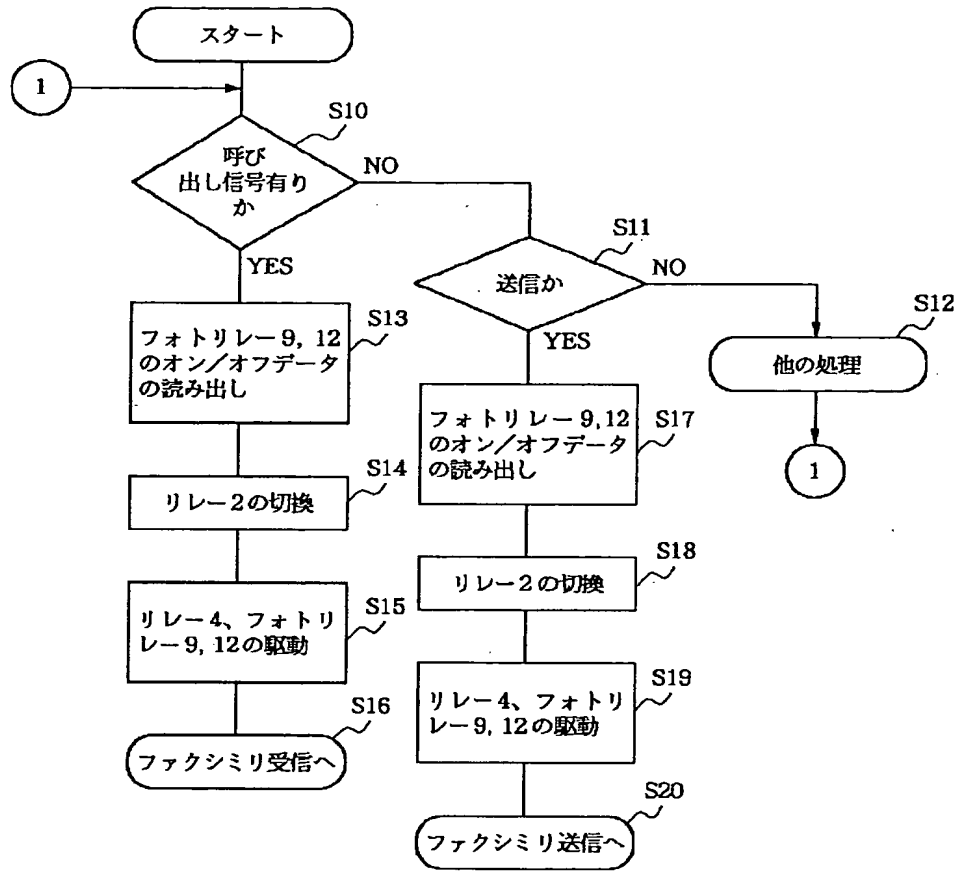 スタート
1
S10
呼び
出し信号有り
か
NO
YES
S11
送信か
NO
YES
S12
他の処理
1
S13
フォトリレー9, 12
のオン/オフデータ
の読み出し
S14
リレー2の切換
S15
リレー4、フォトリ
レー9, 12の駆動
S16
ファクシミリ受信へ
S17
フォトリレー9,12
のオン/オフデータ
の読み出し
S18
リレー2の切換
S19
リレー4、フォトリ
レー9, 12の駆動
S20
ファクシミリ送信へ